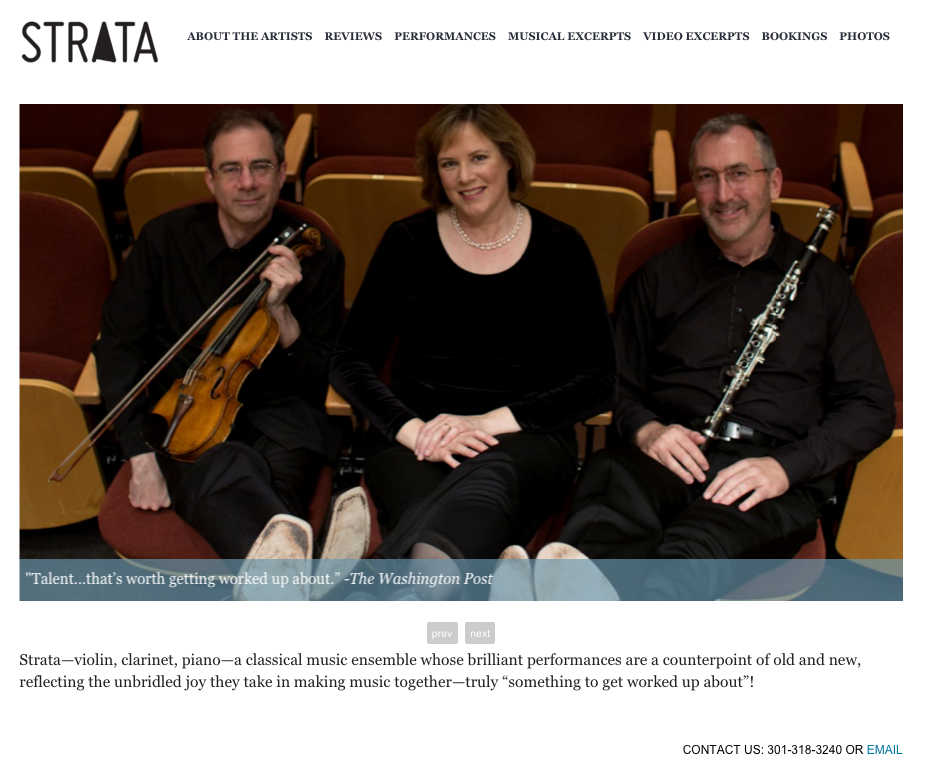 STRATA
ABOUT THE ARTISTS REVIEWS PERFORMANCES MUSICAL EXCERPTS VIDEO EXCERPTS BOOKINGS PHOTOS
"Talent...that's worth getting worked up about." -The Washington Post
prev next
Strata—violin, clarinet, piano—a classical music ensemble whose brilliant performances are a counterpoint of old and new,
reflecting the unbridled joy they take in making music together—truly “something to get worked up about”!
CONTACT US: 301-318-3240 OR EMAIL